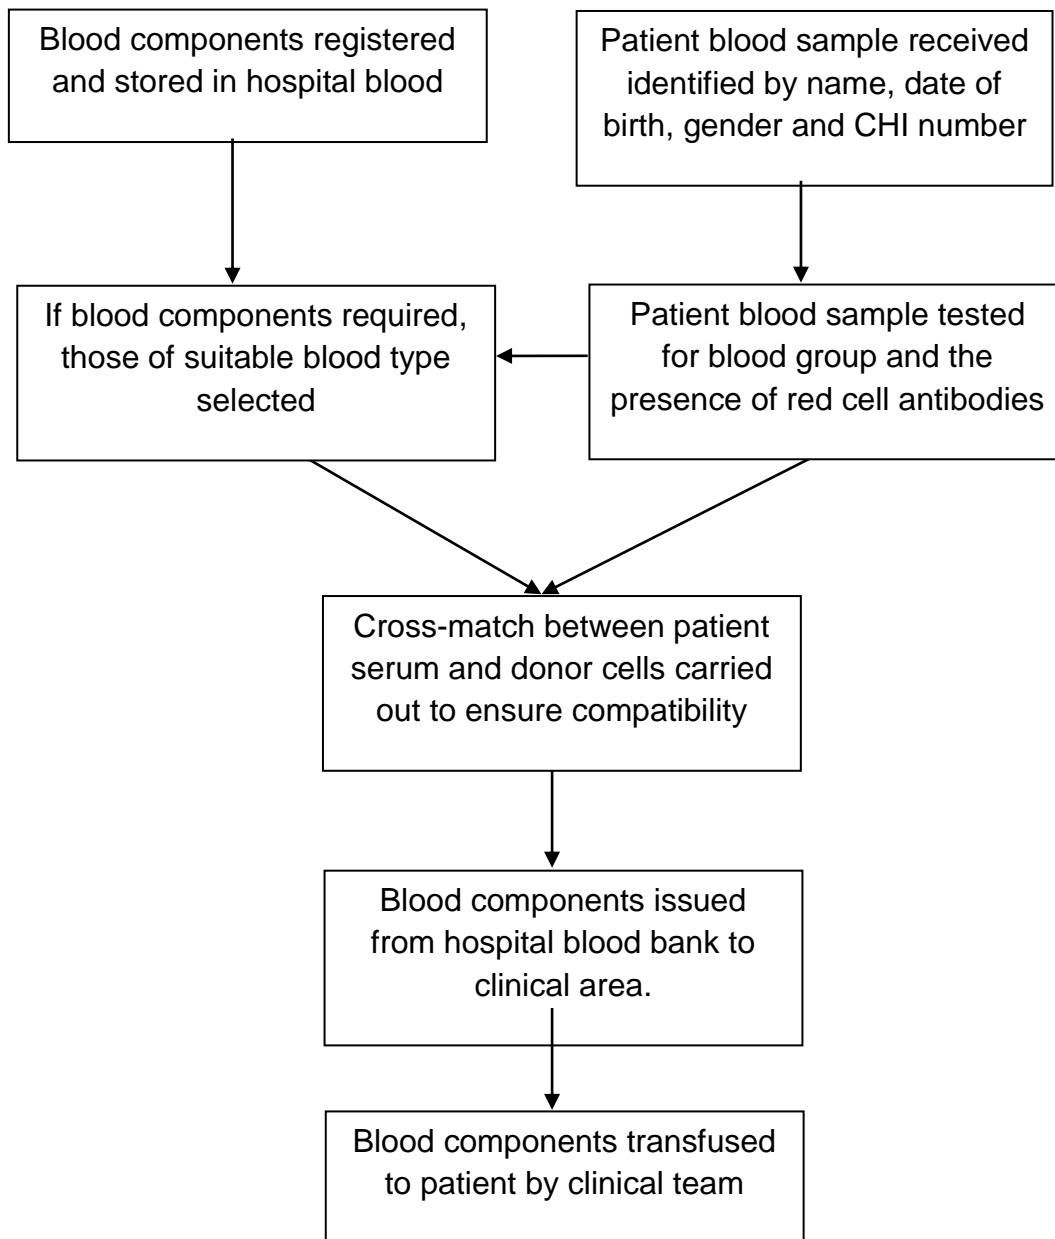 Blood components registered
and stored in hospital blood
Patient blood sample received
identified by name, date of
birth, gender and CHI number
If blood components required,
those of suitable blood type
selected
Patient blood sample tested
for blood group and the
presence of red cell antibodies
Cross-match between patient
serum and donor cells carried
out to ensure compatibility
Blood components issued
from hospital blood bank to
clinical area.
Blood components transfused
to patient by clinical team